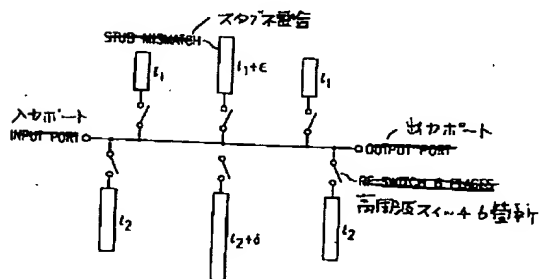 スタブ不整合
STUB MISMATCH
l₁
l₁+ε
l₁
入力ポート
INPUT PORT
出力ポート
OUTPUT PORT
RF SWITCH 6 PLACES
高周波スイッチ6箇所
l₂
l₂+δ
l₂